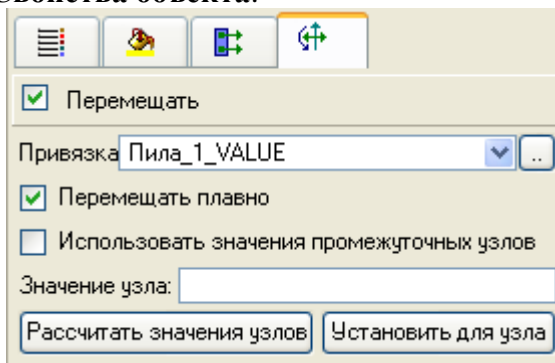 Свойства объекта.
Перемещать
Привязка Пила_1_VALUE ..
Перемещать плавно
Использовать значения промежуточных узлов
Значение узла:
Рассчитать значения узлов Установить для узла